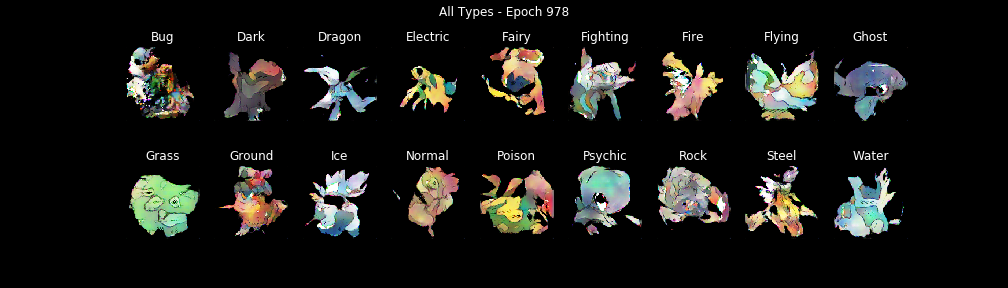 All Types - Epoch 978
Bug Dark Dragon Electric Fairy Fighting Fire Flying Ghost
Grass Ground Ice Normal Poison Psychic Rock Steel Water